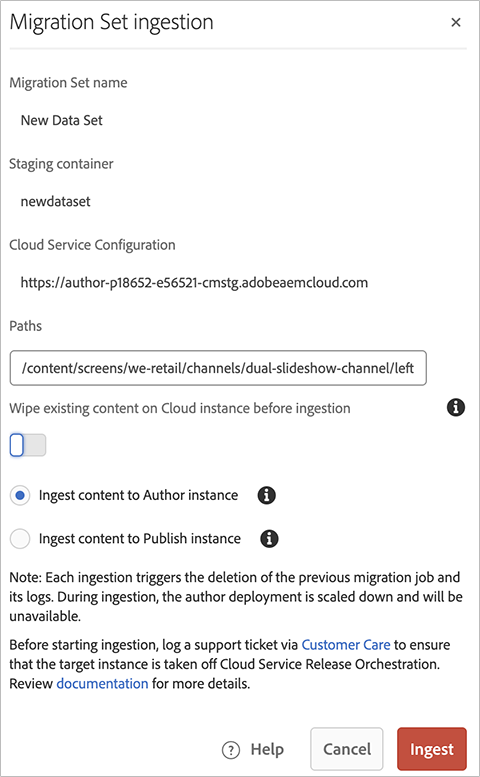 Migration Set ingestion
Migration Set name
New Data Set
Staging container
newdataset
Cloud Service Configuration
https://author-p18652-e56521-cmstg.adobeaemcloud.com
Paths
/content/screens/we-retail/channels/dual-slideshow-channel/left
Wipe existing content on Cloud instance before ingestion
Ingest content to Author instance
Ingest content to Publish instance
Note: Each ingestion triggers the deletion of the previous migration job and
its logs. During ingestion, the author deployment is scaled down and will be
unavailable.
Before starting ingestion, log a support ticket via Customer Care to ensure
that the target instance is taken off Cloud Service Release Orchestration.
Review documentation for more details.
? Help Cancel Ingest